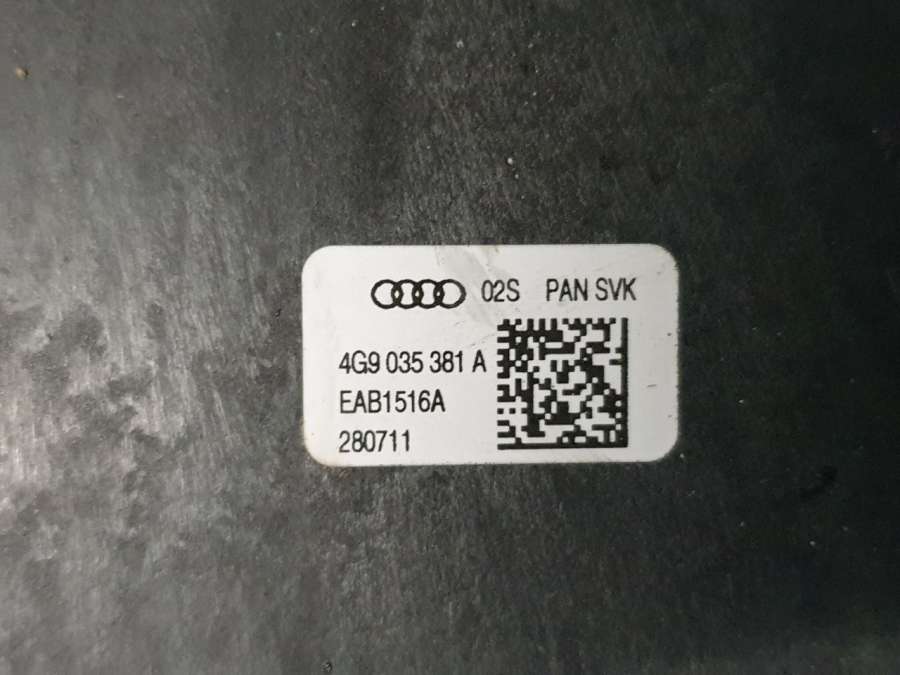 02S PAN SVK
4G9 035 381 A
EAB1516A
280711